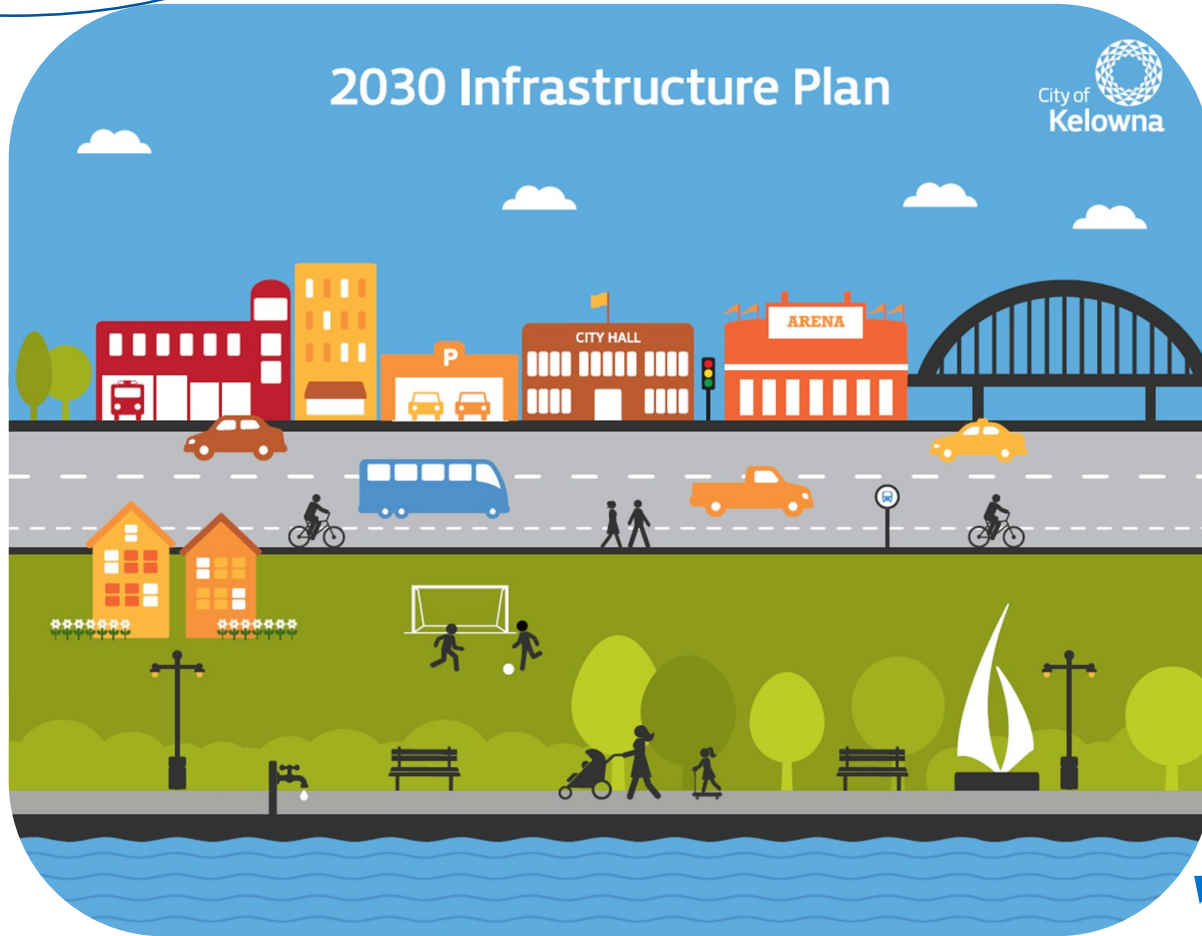 2030 Infrastructure Plan
City of
Kelowna
P
CITY HALL
ARENA